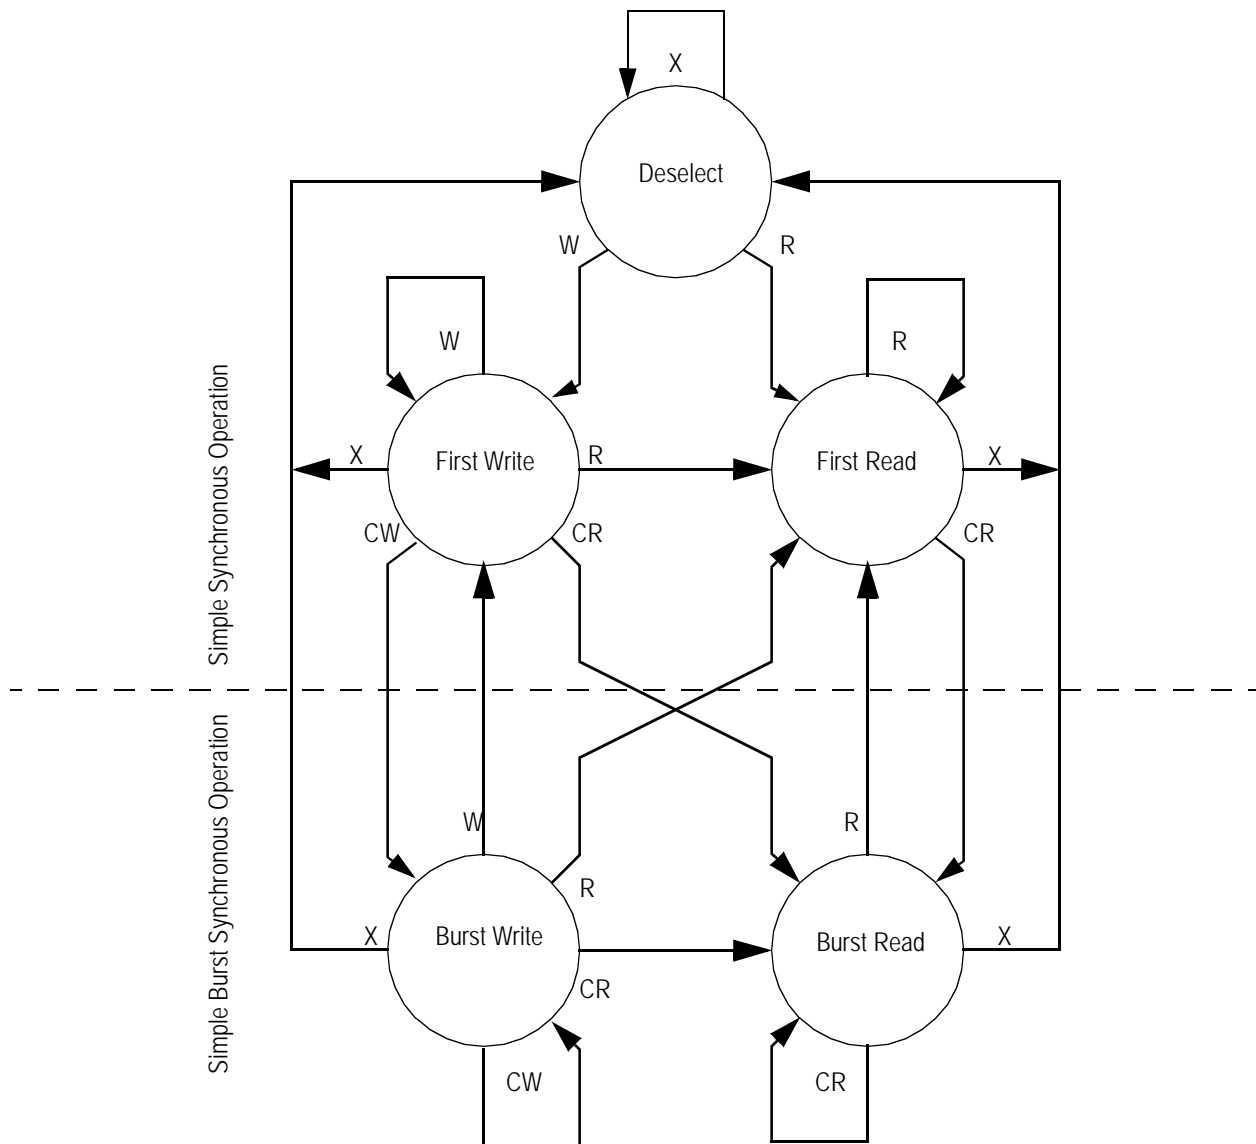 X
Deselect
W
R
W
R
Simple Synchronous Operation
X
First Write
R
First Read
X
CW
CR
CR
Simple Burst Synchronous Operation
W
R
R
X
Burst Write
Burst Read
X
CR
CW
CR